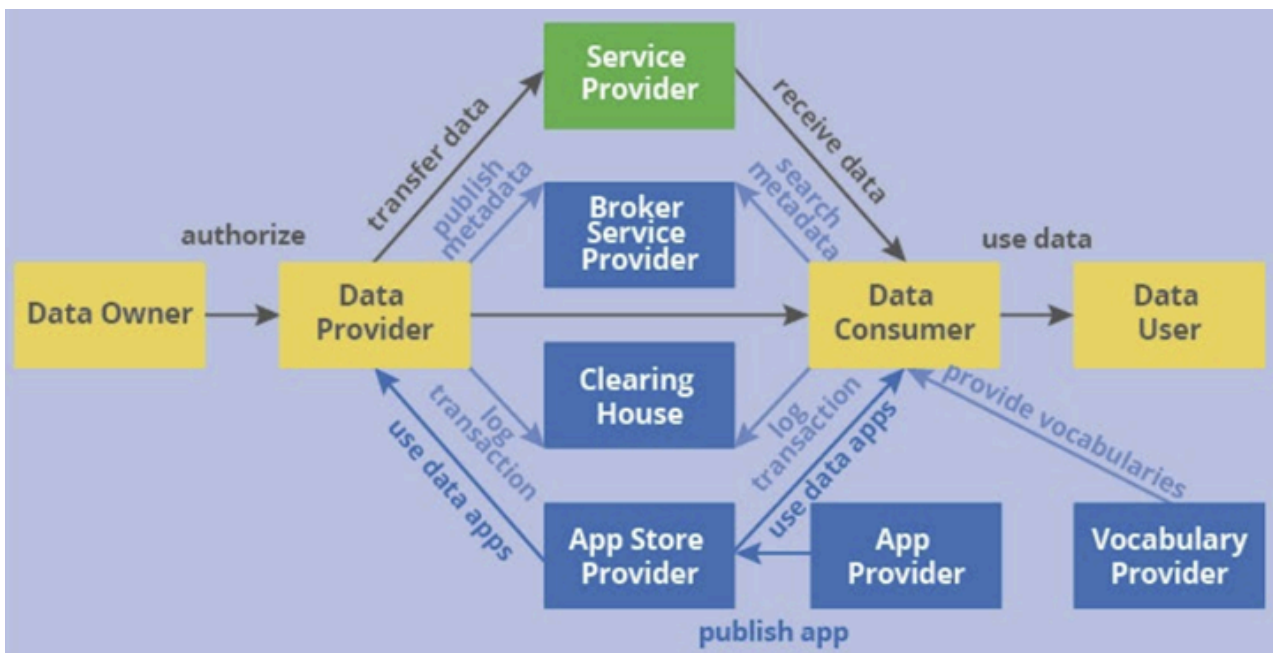 Service
Provider
transfer data
receive data
publish
metadata
search
metadata
Broker
Service
Provider
authorize
use data
Data Owner
Data
Provider
Data
Consumer
Data
User
Clearing
House
log
transaction
log
transaction
use data apps
use data apps
provide vocabularies
App Store
Provider
App
Provider
Vocabulary
Provider
publish app